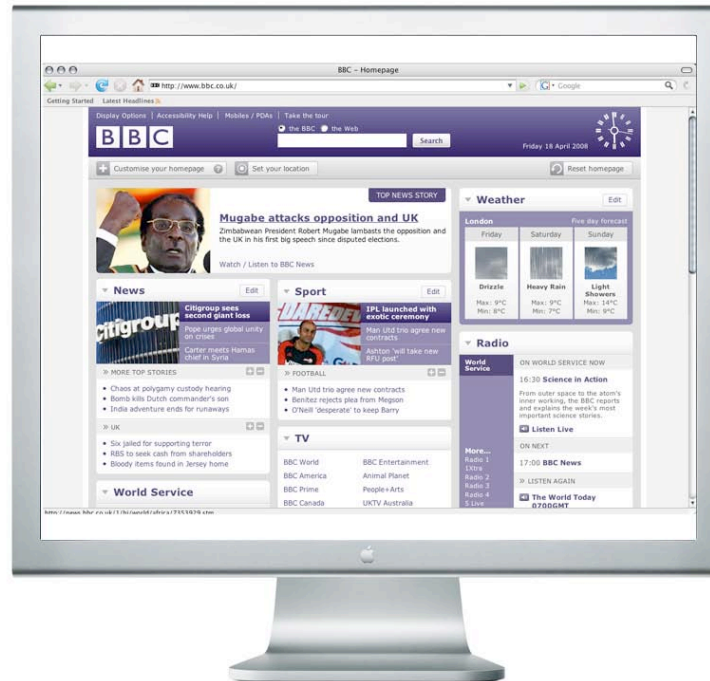 BBC – Homepage
http://www.bbc.co.uk/
G Google
Getting Started Latest Headlines
Display Options | Accessibility Help | Mobiles / PDAs | Take the tour
BBC
the BBC the Web
Search
Friday 18 April 2008
Customise your homepage ?
Set your location
Reset homepage
TOP NEWS STORY
Mugabe attacks opposition and UK
Zimbabwean President Robert Mugabe lambasts the opposition and
the UK in his first big speech since disputed elections.
Watch / Listen to BBC News
News Edit
citigroup
Citigroup sees
second giant loss
Pope urges global unity
on crises
Carter meets Hamas
chief in Syria
» MORE TOP STORIES
• Chaos at polygamy custody hearing
• Bomb kills Dutch commander's son
• India adventure ends for runaways
» UK
• Six jailed for supporting terror
• RBS to seek cash from shareholders
• Bloody items found in Jersey home
World Service
Sport Edit
DAREDEV
IPL launched with
exotic ceremony
Man Utd trio agree new
contracts
Ashton 'will take new
RFU post'
» FOOTBALL
• Man Utd trio agree new contracts
• Benitez rejects plea from Megson
• O'Neill 'desperate' to keep Barry
TV
BBC World BBC Entertainment
BBC America Animal Planet
BBC Prime People+Arts
BBC Canada UKTV Australia
Weather Edit
London Five day forecast
Friday Saturday Sunday
Drizzle Heavy Rain Light
Showers
Max: 9°C Max: 9°C Max: 14°C
Min: 8°C Min: 7°C Min: 9°C
Radio
World
Service
ON WORLD SERVICE NOW
16:30 Science in Action
From outer space to the atom's
inner working, the BBC reports
and explains the week's most
important science stories.
Listen Live
ON NEXT
17:00 BBC News
» LISTEN AGAIN
The World Today
0700GMT
More...
Radio 1
1Xtra
Radio 2
Radio 3
Radio 4
5 Live
http://news.bbc.co.uk/1/hi/world/africa/7353929.stm